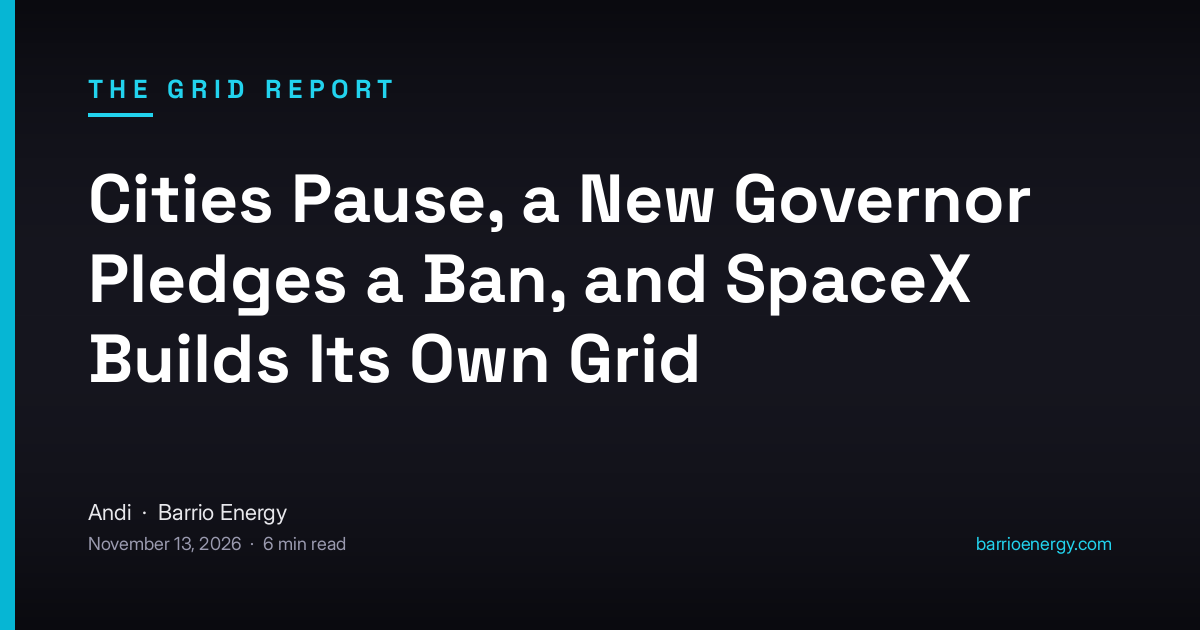 THE GRID REPORT
Cities Pause, a New Governor
Pledges a Ban, and SpaceX
Builds Its Own Grid
Andi · Barrio Energy
November 13, 2026 · 6 min read
barrioenergy.com